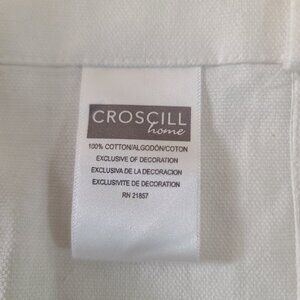 CROSCILL
home
100% COTTON/ALGODÓN/COTON
EXCLUSIVE OF DECORATION
EXCLUSIVA DE LA DECORACION
EXCLUSIVITE DE DECORATION
RN 21857